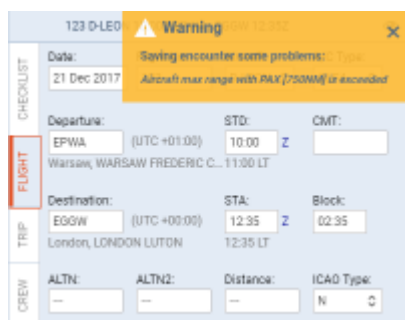 123 D-LEO
Warning
Saving encounter some problems:
Aircraft max range with PAX [750NM] is exceeded
CHECKLIST
FLIGHT
TRIP
CREW
Date:
21 Dec 2017
Departure: STD: CMT:
EPWA (UTC +01:00) 10:00 Z
Warsaw, WARSAW FREDERIC C... 11:00 LT
Destination: STA: Block:
EGGW (UTC +00:00) 12:35 Z 02:35
London, LONDON LUTON 12:35 LT
ALTN: ALTN2: Distance: ICAO Type:
--- --- --- N